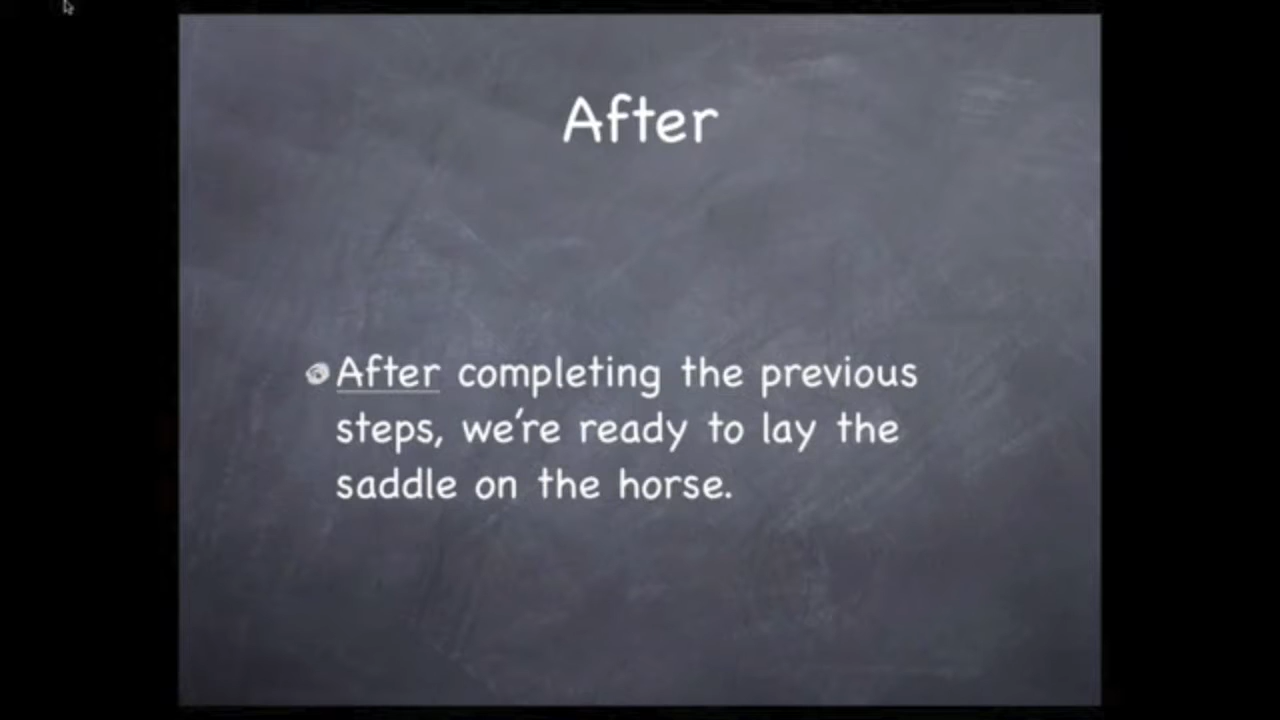 After
After completing the previous
steps, we're ready to lay the
saddle on the horse.